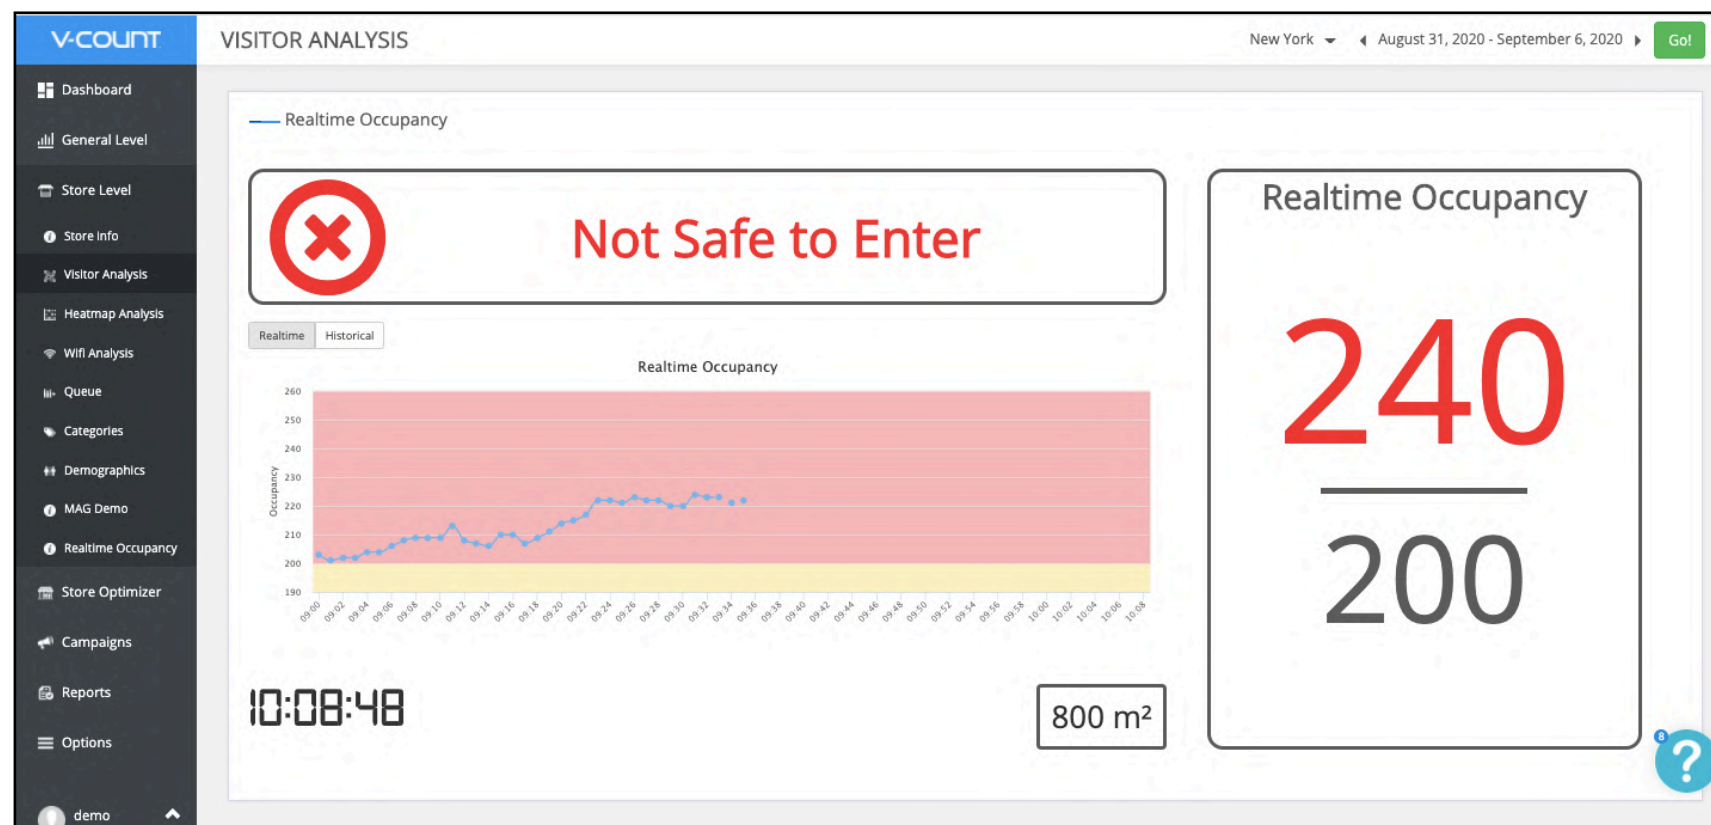 V-COUNT
VISITOR ANALYSIS
New York
August 31, 2020 - September 6, 2020
Go!
Dashboard
General Level
Store Level
Store Info
Visitor Analysis
Heatmap Analysis
Wifi Analysis
Queue
Categories
Demographics
MAG Demo
Realtime Occupancy
Store Optimizer
Campaigns
Reports
Options
demo
Realtime Occupancy
Not Safe to Enter
Realtime Historical
Realtime Occupancy
Occupancy
260
250
240
230
220
210
200
190
09:00 09:02 09:04 09:06 09:08 09:10 09:12 09:14 09:16 09:18 09:20 09:22 09:24 09:26 09:28 09:30 09:32 09:34 09:36 09:38 09:40 09:42 09:44 09:46 09:48 09:50 09:52 09:54 09:56 09:58 10:00 10:02 10:04 10:06 10:08
10:08:48
800 m²
Realtime Occupancy
240
200
8
?